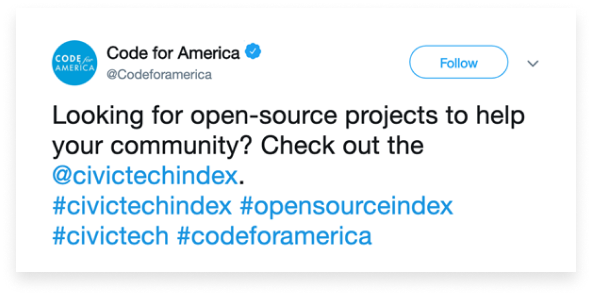 CODE for
AMERICA
Code for America
@Codeforamerica
Follow
Looking for open-source projects to help
your community? Check out the
@civictechindex.
#civictechindex #opensourceindex
#civictech #codeforamerica